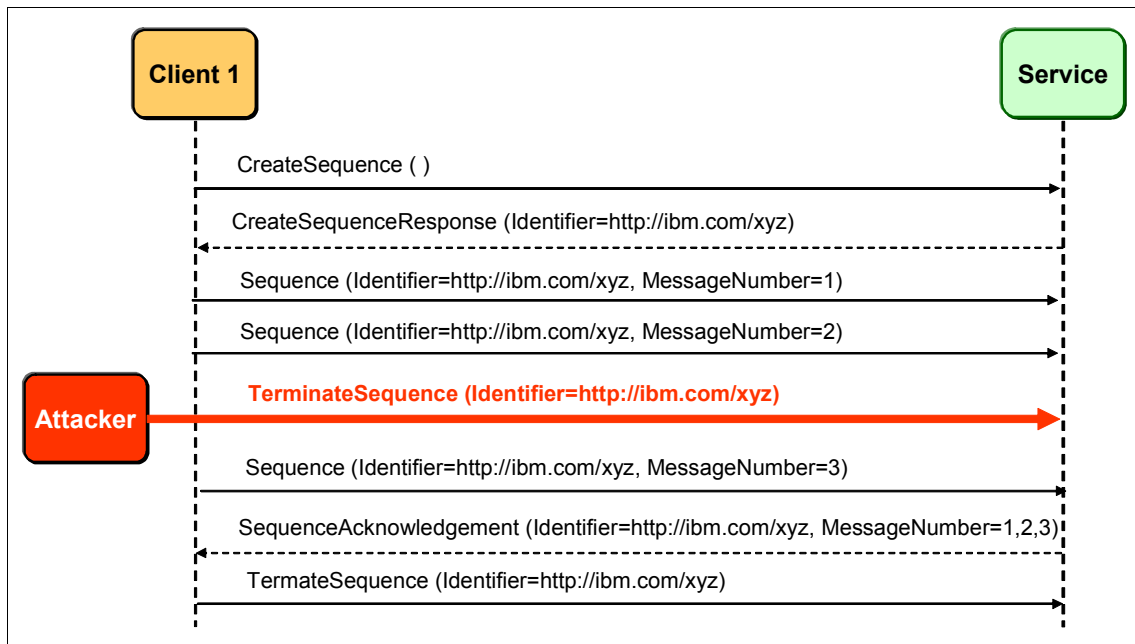 Client 1
Service
CreateSequence ( )
CreateSequenceResponse (Identifier=http://ibm.com/xyz)
Sequence (Identifier=http://ibm.com/xyz, MessageNumber=1)
Sequence (Identifier=http://ibm.com/xyz, MessageNumber=2)
TerminateSequence (Identifier=http://ibm.com/xyz)
Attacker
Sequence (Identifier=http://ibm.com/xyz, MessageNumber=3)
SequenceAcknowledgement (Identifier=http://ibm.com/xyz, MessageNumber=1,2,3)
TermateSequence (Identifier=http://ibm.com/xyz)